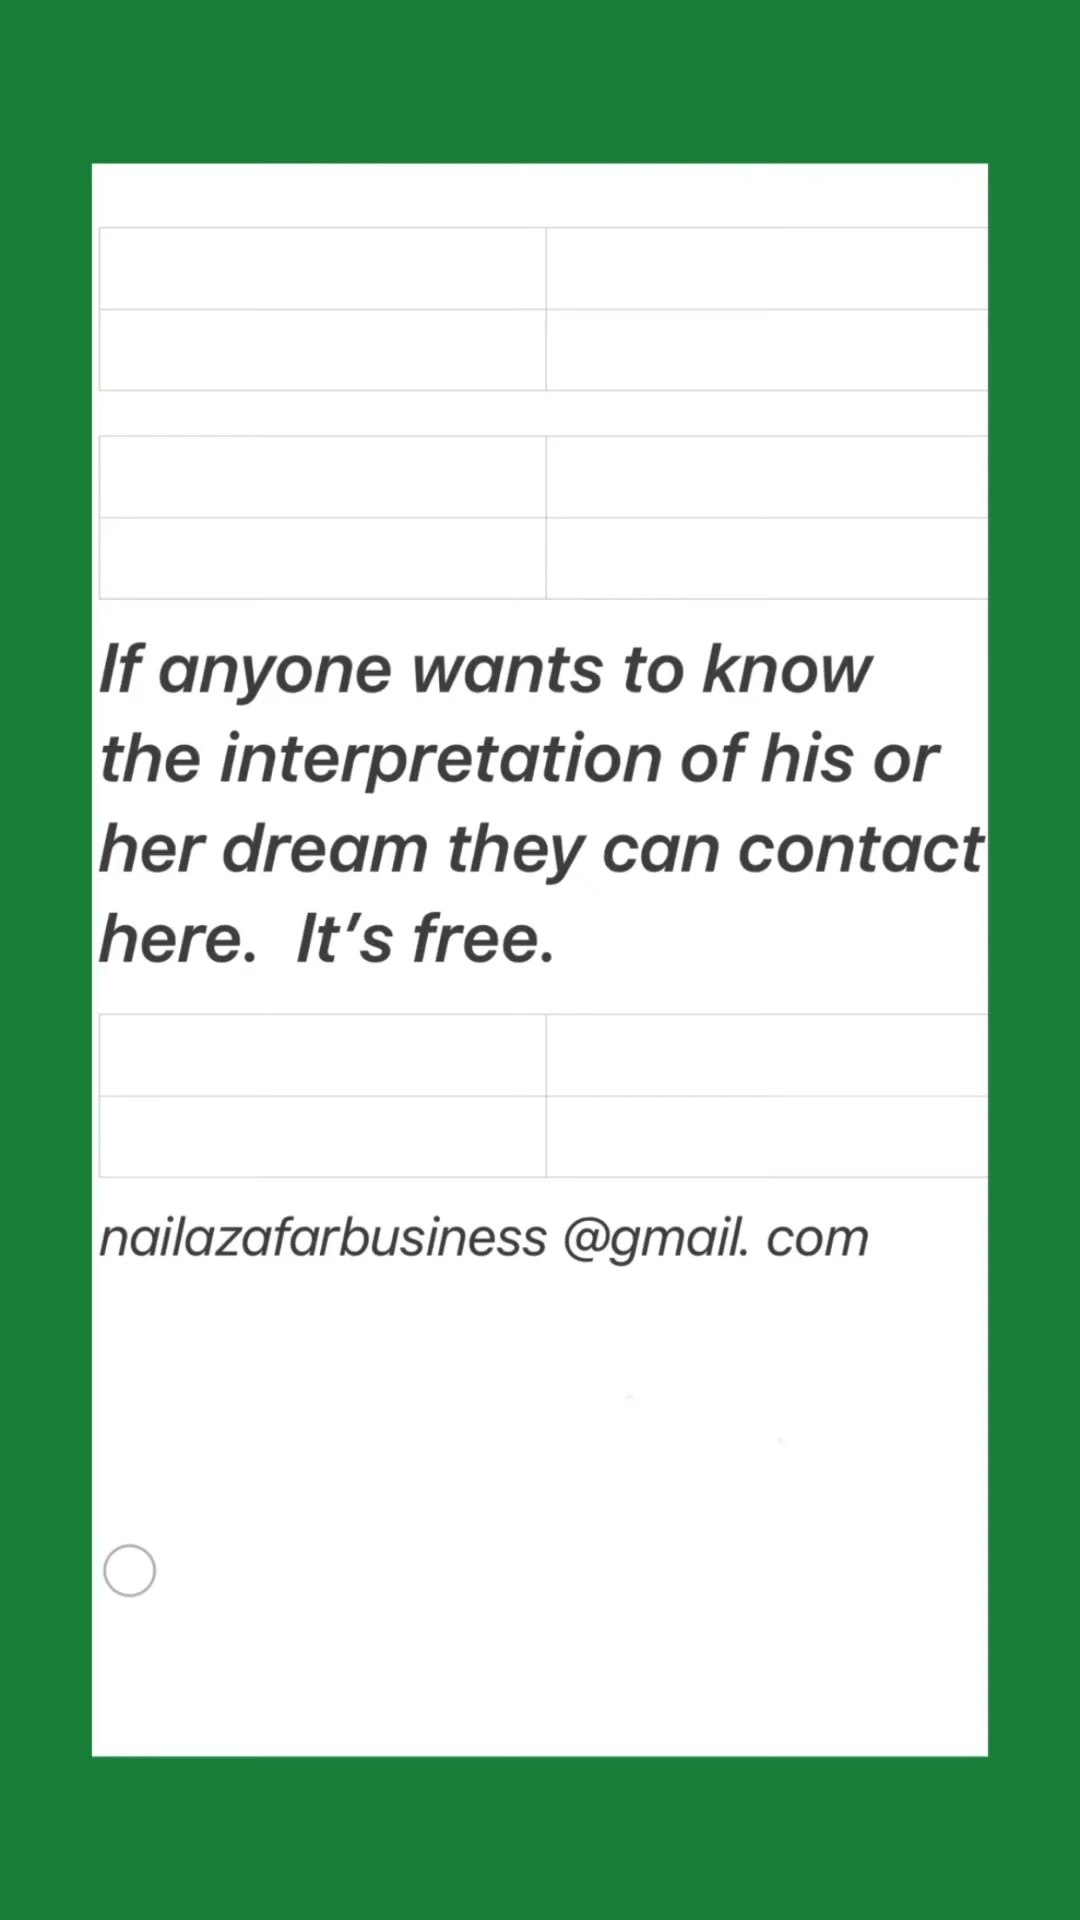 If anyone wants to know
the interpretation of his or
her dream they can contact
here.  It’s free.
nailazafarbusiness @gmail. com